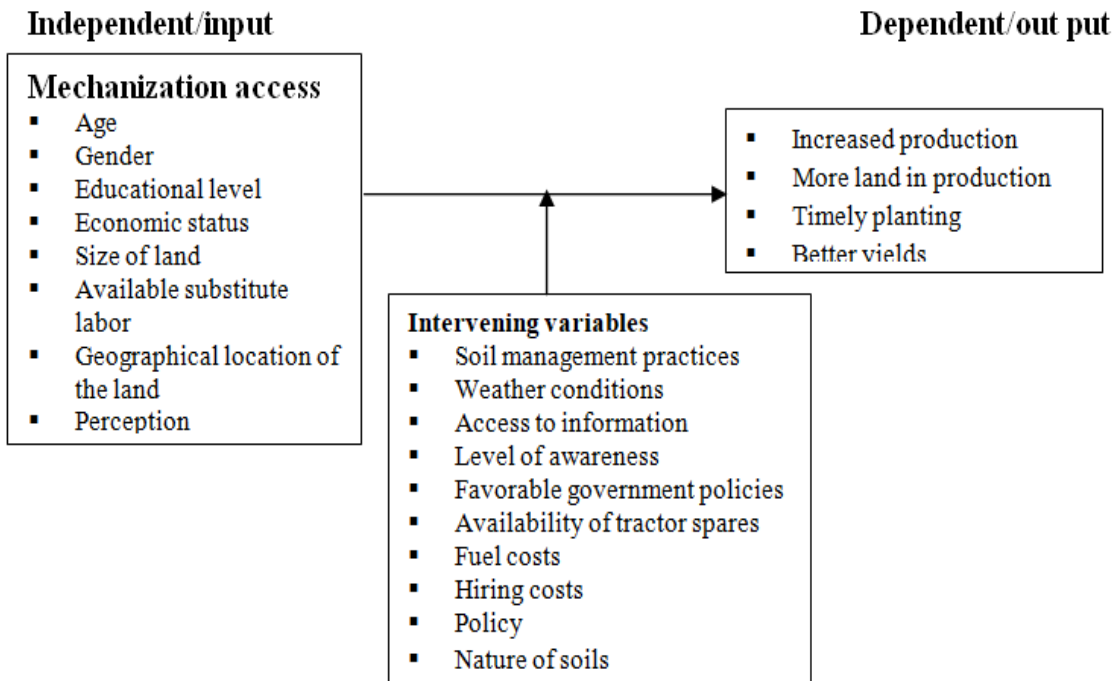 Independent/input
Dependent/out put
Mechanization access
▪ Age
▪ Gender
▪ Educational level
▪ Economic status
▪ Size of land
▪ Available substitute
labor
▪ Geographical location of
the land
▪ Perception
▪ Increased production
▪ More land in production
▪ Timely planting
▪ Better yields
Intervening variables
▪ Soil management practices
▪ Weather conditions
▪ Access to information
▪ Level of awareness
▪ Favorable government policies
▪ Availability of tractor spares
▪ Fuel costs
▪ Hiring costs
▪ Policy
▪ Nature of soils